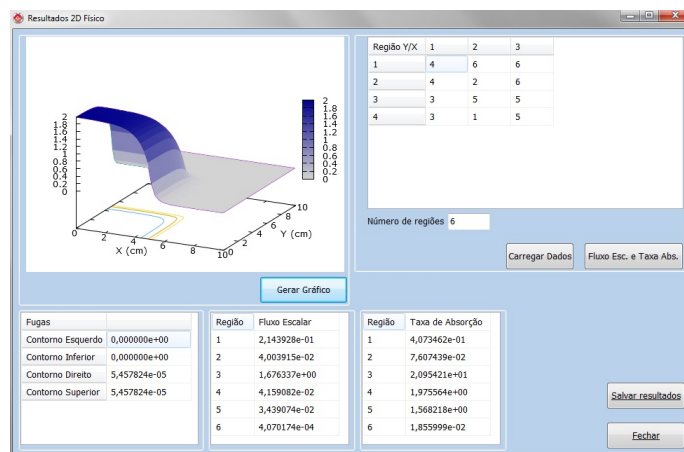 Resultados 2D Físico
2
1.8
1.6
1.4
1.2
1
0.8
0.6
0.4
0.2
0
2
1.8
1.6
1.4
1.2
1
0.8
0.6
0.4
0.2
0
0 2 4 6 8 10
X (cm)
0 2 4 6 8 10
Y (cm)
Gerar Gráfico
Região Y/X 1 2 3
1 4 6 6
2 4 2 6
3 3 5 5
4 3 1 5
Número de regiões 6
Carregar Dados Fluxo Esc. e Taxa Abs.
Fugas
Contorno Esquerdo 0,000000e+00
Contorno Inferior 0,000000e+00
Contorno Direito 5,457824e-05
Contorno Superior 5,457824e-05
Região Fluxo Escalar
1 2,143928e-01
2 4,003915e-02
3 1,676337e+00
4 4,159082e-02
5 3,439074e-02
6 4,070174e-04
Região Taxa de Absorção
1 4,073462e-01
2 7,607439e-02
3 2,095421e+01
4 1,975564e+00
5 1,568218e+00
6 1,855999e-02
Salvar resultados
Fechar